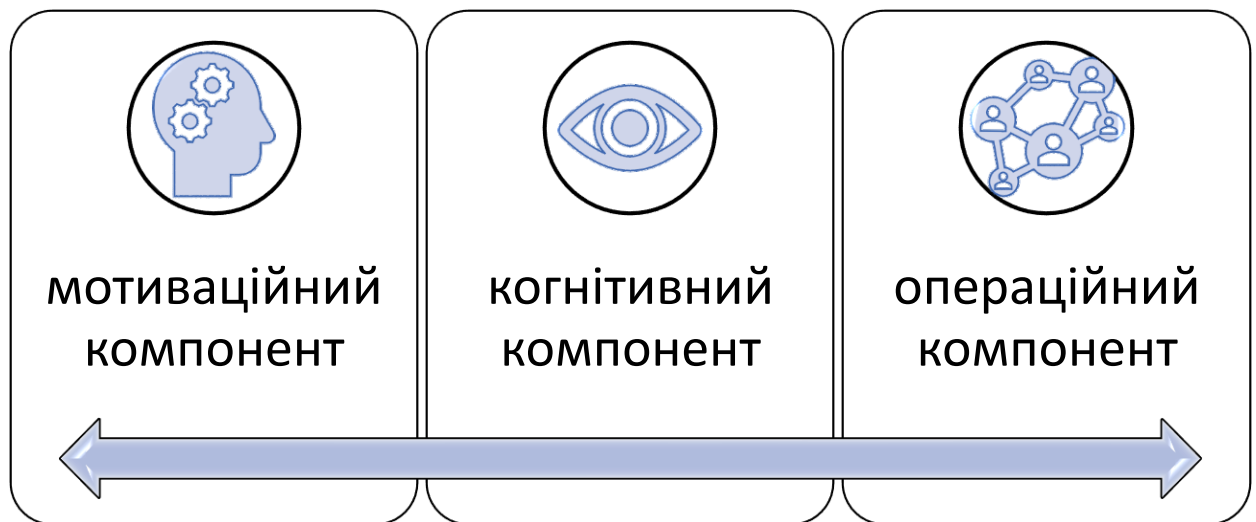 мотиваційний
компонент
когнітивний
компонент
операційний
компонент